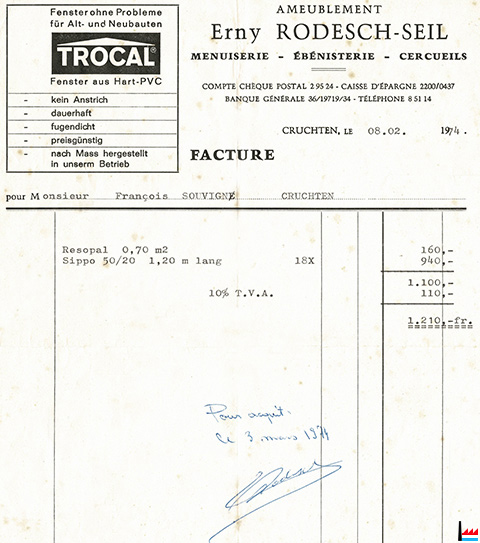 Fenster ohne Probleme
für Alt- und Neubauten
TROCAL®
Fenster aus Hart-PVC
- kein Anstrich
- dauerhaft
- fugendicht
- preisgünstig
- nach Mass hergestellt
in unserm Betrieb
AMEUBLEMENT
Erny RODESCH-SEIL
MENUISERIE - ÉBÉNISTERIE - CERCUEILS
COMPTE CHÈQUE POSTAL 2 95 24 - CAISSE D'ÉPARGNE 2200/0437
BANQUE GÉNÉRALE 36/19719/34 - TÉLÉPHONE 8 51 14
CRUCHTEN, LE 08.02. 1974.
FACTURE
pour Monsieur François SOUVIGNE CRUCHTEN
Resopal 0,70 m2 160,-
Sippo 50/20 1,20 m lang 18X 940,-
1.100,-
10% T.V.A. 110,-
1.210,-fr.
Pour acquit.
le 3 mars 1974